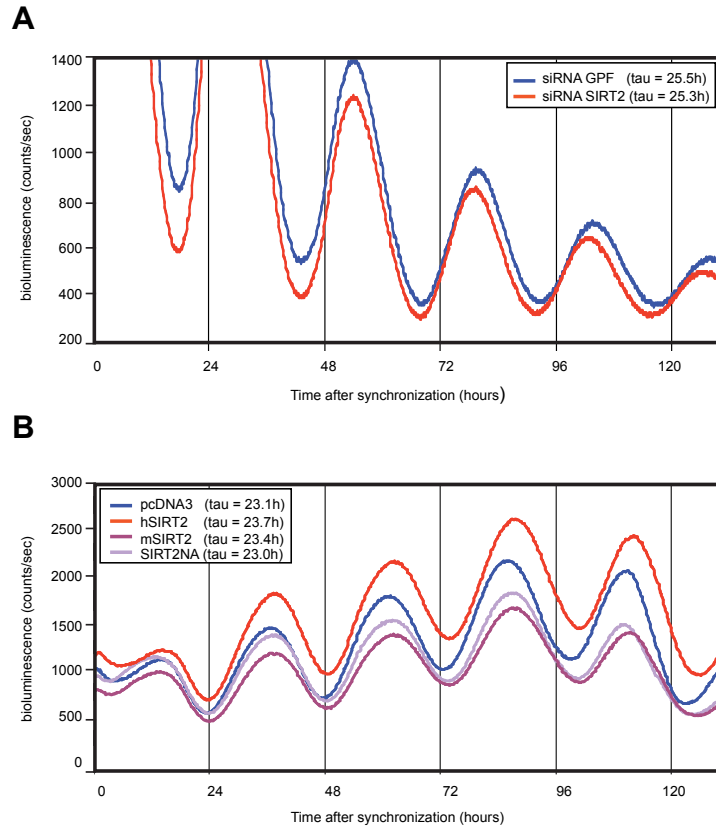 A
1400
1200
1000
800
600
400
200
bioluminescence (counts/sec)
siRNA GPF (tau = 25.5h)
siRNA SIRT2 (tau = 25.3h)
0 24 48 72 96 120
Time after synchronization (hours)
B
3000
2500
2000
1500
1000
500
0
bioluminescence (counts/sec)
pcDNA3 (tau = 23.1h)
hSIRT2 (tau = 23.7h)
mSIRT2 (tau = 23.4h)
SIRT2NA (tau = 23.0h)
0 24 48 72 96 120
Time after synchronization (hours)